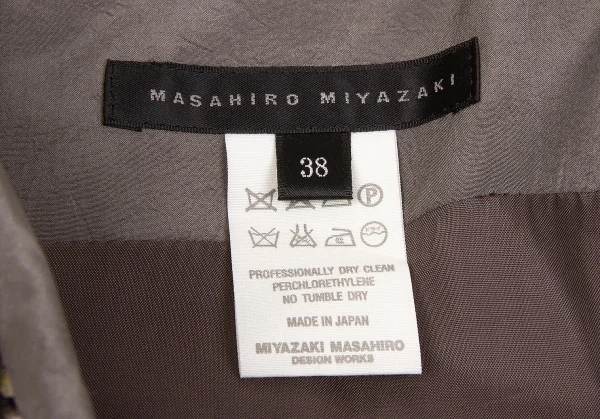 MASAHIRO MIYAZAKI
38
P
PROFESSIONALLY DRY CLEAN
PERCHLORETHYLENE
NO TUMBLE DRY
MADE IN JAPAN
MIYAZAKI MASAHIRO
DESIGN WORKS